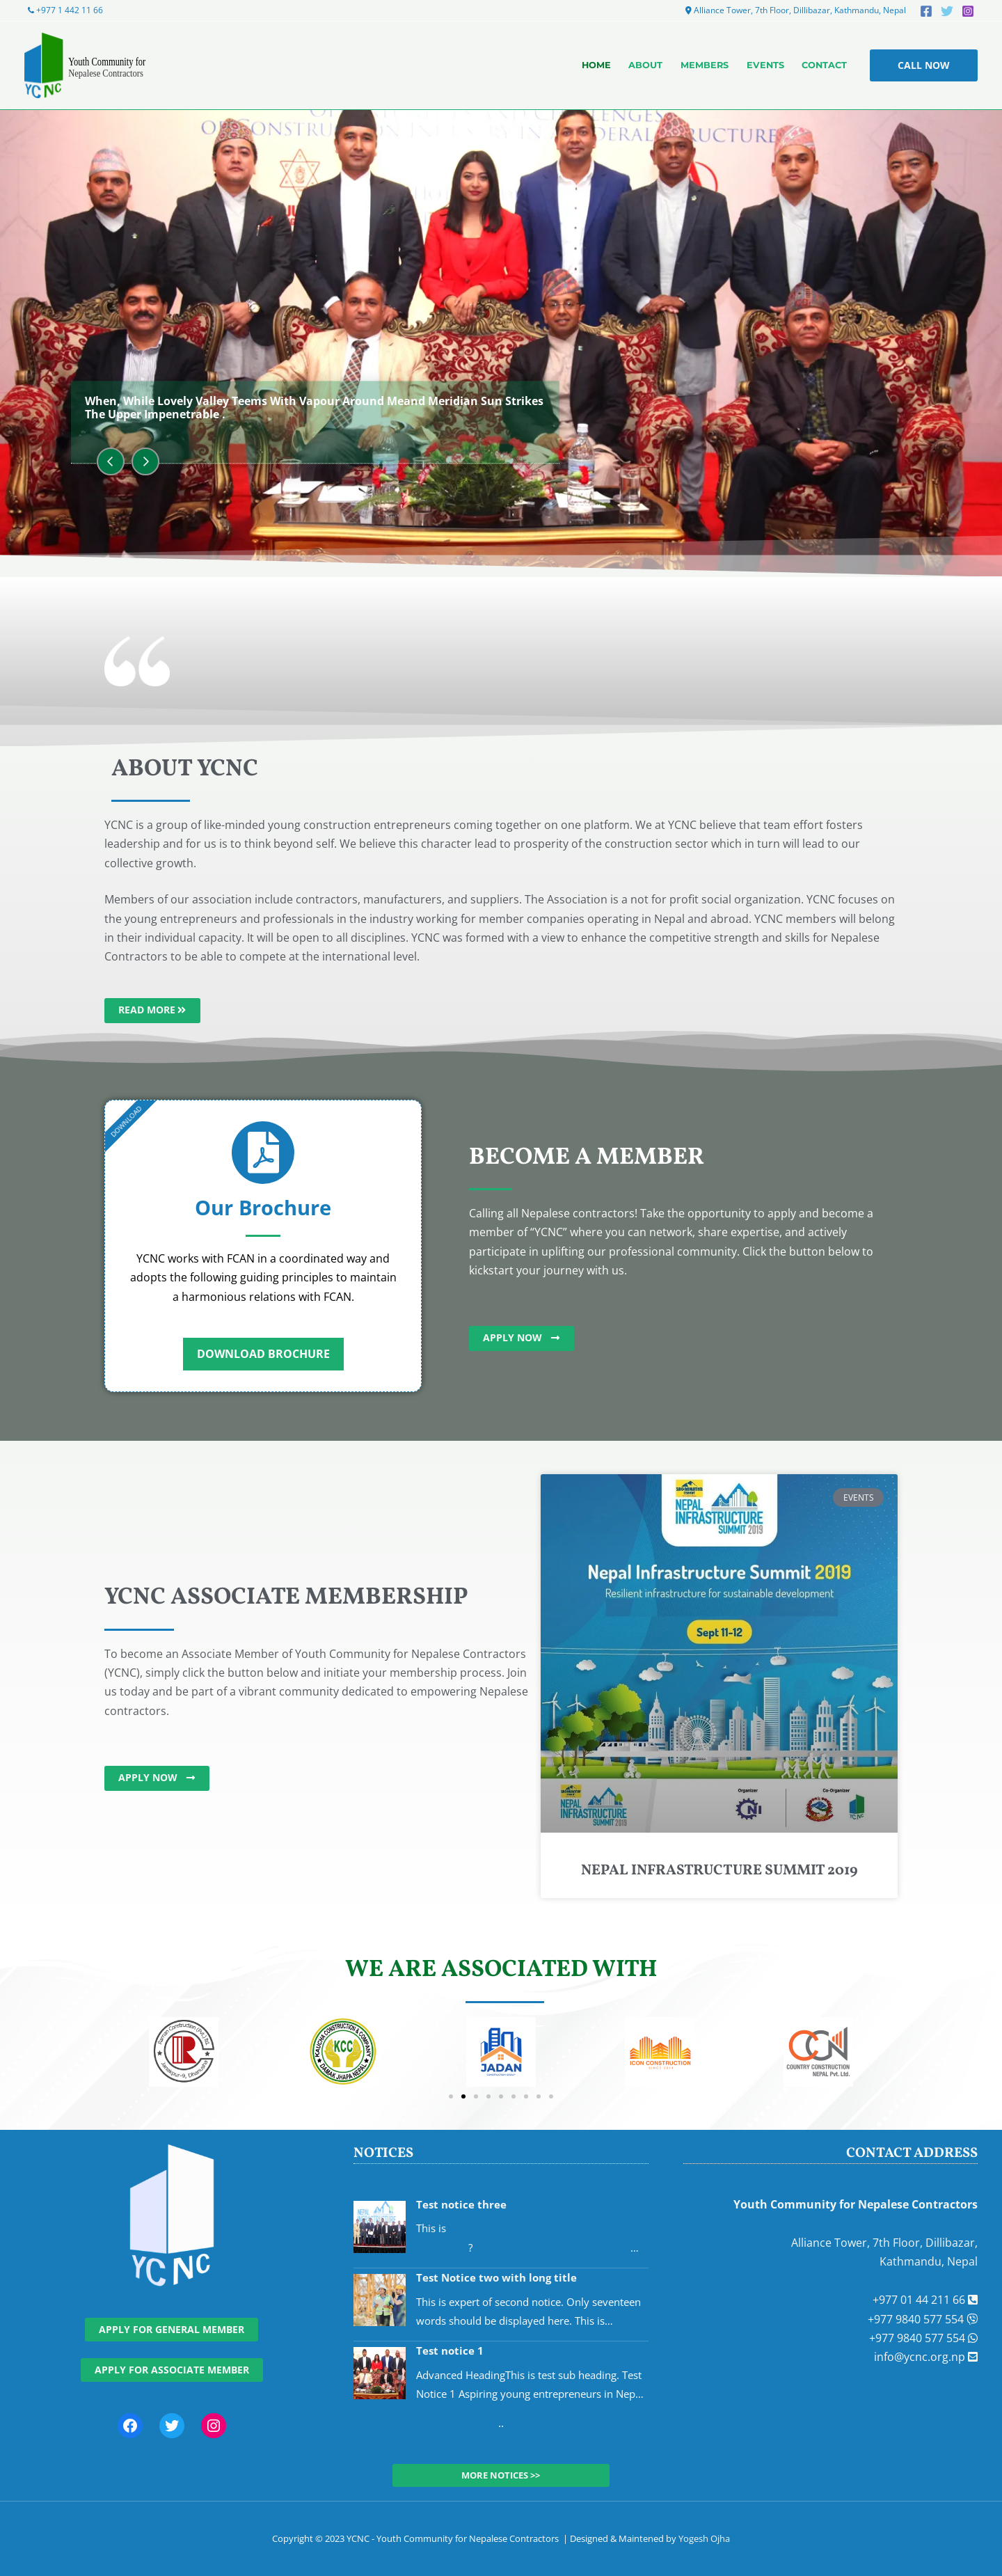 +977 1 442 11 66
Alliance Tower, 7th Floor, Dillibazar, Kathmandu, Nepal
YC NC
Youth Community for
Nepalese Contractors
HOME
ABOUT
MEMBERS
EVENTS
CONTACT
CALL NOW
When, While Lovely Valley Teems With Vapour Around Meand Meridian Sun Strikes
The Upper Impenetrable .
ABOUT YCNC
YCNC is a group of like-minded young construction entrepreneurs coming together on one platform. We at YCNC believe that team effort fosters
leadership and for us is to think beyond self. We believe this character lead to prosperity of the construction sector which in turn will lead to our
collective growth.
Members of our association include contractors, manufacturers, and suppliers. The Association is a not for profit social organization. YCNC focuses on
the young entrepreneurs and professionals in the industry working for member companies operating in Nepal and abroad. YCNC members will belong
in their individual capacity. It will be open to all disciplines. YCNC was formed with a view to enhance the competitive strength and skills for Nepalese
Contractors to be able to compete at the international level.
READ MORE
DOWNLOAD
Our Brochure
YCNC works with FCAN in a coordinated way and
adopts the following guiding principles to maintain
a harmonious relations with FCAN.
DOWNLOAD BROCHURE
BECOME A MEMBER
Calling all Nepalese contractors! Take the opportunity to apply and become a
member of “YCNC” where you can network, share expertise, and actively
participate in uplifting our professional community. Click the button below to
kickstart your journey with us.
APPLY NOW
YCNC ASSOCIATE MEMBERSHIP
To become an Associate Member of Youth Community for Nepalese Contractors
(YCNC), simply click the button below and initiate your membership process. Join
us today and be part of a vibrant community dedicated to empowering Nepalese
contractors.
APPLY NOW
EVENTS
NEPAL
INFRASTRUCTURE
SUMMIT 2019
Nepal Infrastructure Summit 2019
Resilient infrastructure for sustainable development
Sept 11-12
NEPAL
INFRASTRUCTURE
SUMMIT 2019
Organizer
Co-Organizer
CNI
NEPAL INFRASTRUCTURE SUMMIT 2019
WE ARE ASSOCIATED WITH
KCC
JADAN
ICON CONSTRUCTION
CCN
COUNTRY CONSTRUCTION
NEPAL Pvt. Ltd.
YC NC
APPLY FOR GENERAL MEMBER
APPLY FOR ASSOCIATE MEMBER
NOTICES
Test notice three
This is
? ...
Test Notice two with long title
This is expert of second notice. Only seventeen
words should be displayed here. This is...
Test notice 1
Advanced HeadingThis is test sub heading. Test
Notice 1 Aspiring young entrepreneurs in Nep...
..
MORE NOTICES >>
CONTACT ADDRESS
Youth Community for Nepalese Contractors
Alliance Tower, 7th Floor, Dillibazar,
Kathmandu, Nepal
+977 01 44 211 66
+977 9840 577 554
+977 9840 577 554
info@ycnc.org.np
Copyright © 2023 YCNC - Youth Community for Nepalese Contractors | Designed & Maintened by Yogesh Ojha